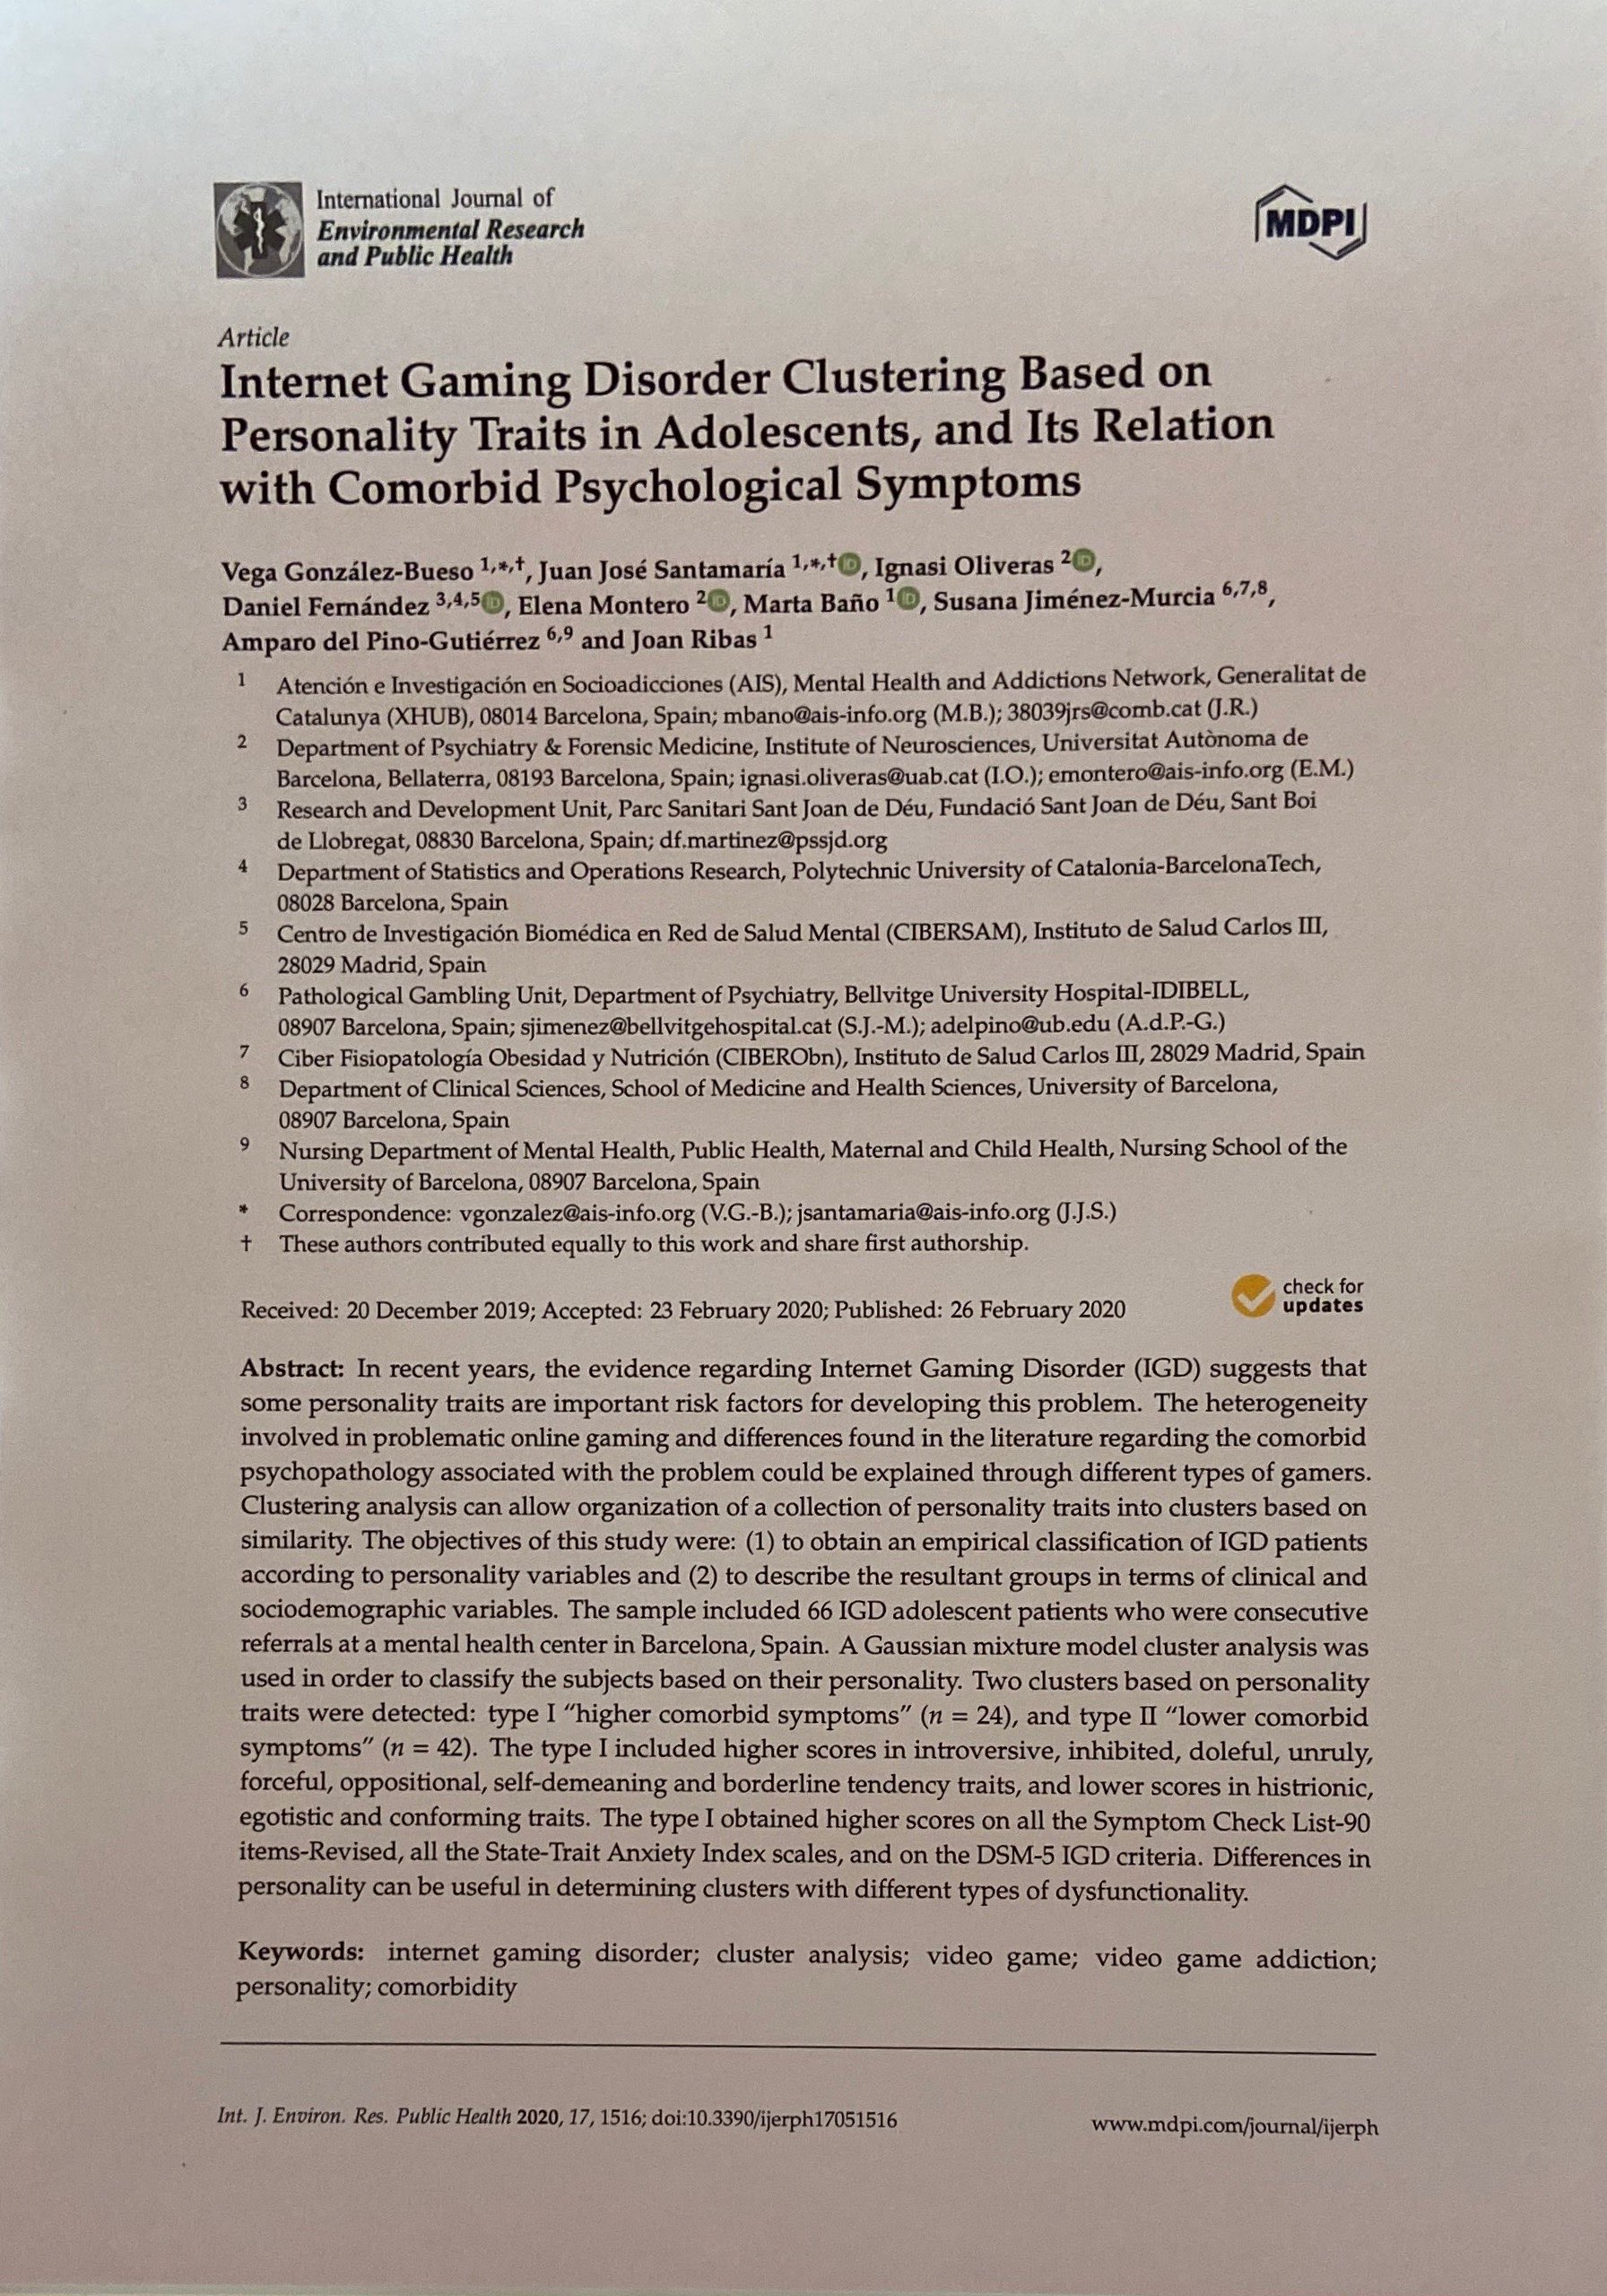 International Journal of
Environmental Research
and Public Health
MDPI
Article
Internet Gaming Disorder Clustering Based on
Personality Traits in Adolescents, and Its Relation
with Comorbid Psychological Symptoms
Vega González-Bueso 1,*,†, Juan José Santamaría 1,*,† iD, Ignasi Oliveras 2 iD,
Daniel Fernández 3,4,5 iD, Elena Montero 2 iD, Marta Baño 1 iD, Susana Jiménez-Murcia 6,7,8,
Amparo del Pino-Gutiérrez 6,9 and Joan Ribas 1
1 Atención e Investigación en Socioadicciones (AIS), Mental Health and Addictions Network, Generalitat de
Catalunya (XHUB), 08014 Barcelona, Spain; mbano@ais-info.org (M.B.); 38039jrs@comb.cat (J.R.)
2 Department of Psychiatry & Forensic Medicine, Institute of Neurosciences, Universitat Autònoma de
Barcelona, Bellaterra, 08193 Barcelona, Spain; ignasi.oliveras@uab.cat (I.O.); emontero@ais-info.org (E.M.)
3 Research and Development Unit, Parc Sanitari Sant Joan de Déu, Fundació Sant Joan de Déu, Sant Boi
de Llobregat, 08830 Barcelona, Spain; df.martinez@pssjd.org
4 Department of Statistics and Operations Research, Polytechnic University of Catalonia-BarcelonaTech,
08028 Barcelona, Spain
5 Centro de Investigación Biomédica en Red de Salud Mental (CIBERSAM), Instituto de Salud Carlos III,
28029 Madrid, Spain
6 Pathological Gambling Unit, Department of Psychiatry, Bellvitge University Hospital-IDIBELL,
08907 Barcelona, Spain; sjimenez@bellvitgehospital.cat (S.J.-M.); adelpino@ub.edu (A.d.P.-G.)
7 Ciber Fisiopatología Obesidad y Nutrición (CIBERObn), Instituto de Salud Carlos III, 28029 Madrid, Spain
8 Department of Clinical Sciences, School of Medicine and Health Sciences, University of Barcelona,
08907 Barcelona, Spain
9 Nursing Department of Mental Health, Public Health, Maternal and Child Health, Nursing School of the
University of Barcelona, 08907 Barcelona, Spain
* Correspondence: vgonzalez@ais-info.org (V.G.-B.); jsantamaria@ais-info.org (J.J.S.)
† These authors contributed equally to this work and share first authorship.
check for
updates
Received: 20 December 2019; Accepted: 23 February 2020; Published: 26 February 2020
Abstract: In recent years, the evidence regarding Internet Gaming Disorder (IGD) suggests that
some personality traits are important risk factors for developing this problem. The heterogeneity
involved in problematic online gaming and differences found in the literature regarding the comorbid
psychopathology associated with the problem could be explained through different types of gamers.
Clustering analysis can allow organization of a collection of personality traits into clusters based on
similarity. The objectives of this study were: (1) to obtain an empirical classification of IGD patients
according to personality variables and (2) to describe the resultant groups in terms of clinical and
sociodemographic variables. The sample included 66 IGD adolescent patients who were consecutive
referrals at a mental health center in Barcelona, Spain. A Gaussian mixture model cluster analysis was
used in order to classify the subjects based on their personality. Two clusters based on personality
traits were detected: type I “higher comorbid symptoms” (n = 24), and type II “lower comorbid
symptoms” (n = 42). The type I included higher scores in introversive, inhibited, doleful, unruly,
forceful, oppositional, self-demeaning and borderline tendency traits, and lower scores in histrionic,
egotistic and conforming traits. The type I obtained higher scores on all the Symptom Check List-90
items-Revised, all the State-Trait Anxiety Index scales, and on the DSM-5 IGD criteria. Differences in
personality can be useful in determining clusters with different types of dysfunctionality.
Keywords: internet gaming disorder; cluster analysis; video game; video game addiction;
personality; comorbidity
Int. J. Environ. Res. Public Health 2020, 17, 1516; doi:10.3390/ijerph17051516
www.mdpi.com/journal/ijerph